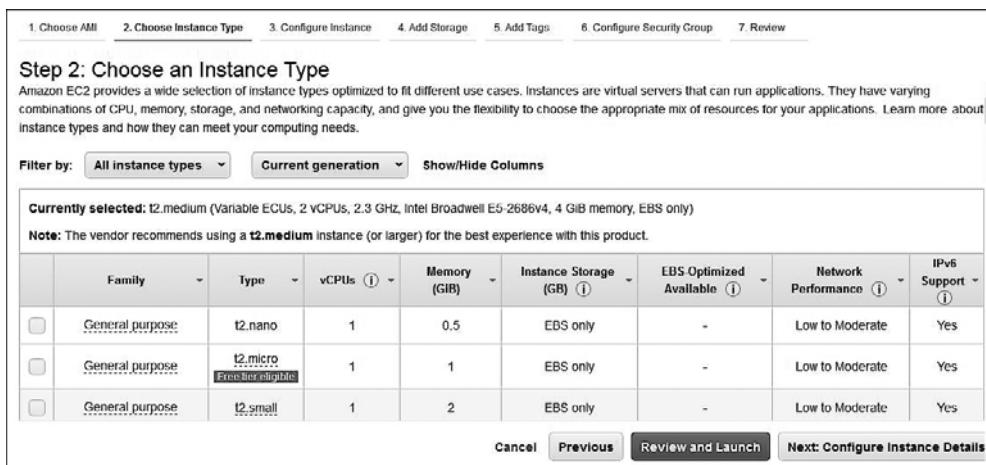 1. Choose AMI 2. Choose Instance Type 3. Configure Instance 4. Add Storage 5. Add Tags 6. Configure Security Group 7. Review
Step 2: Choose an Instance Type
Amazon EC2 provides a wide selection of instance types optimized to fit different use cases. Instances are virtual servers that can run applications. They have varying
combinations of CPU, memory, storage, and networking capacity, and give you the flexibility to choose the appropriate mix of resources for your applications. Learn more about
instance types and how they can meet your computing needs.
Filter by: All instance types Current generation Show/Hide Columns
Currently selected: t2.medium (Variable ECUs, 2 vCPUs, 2.3 GHz, Intel Broadwell E5-2686v4, 4 GiB memory, EBS only)
Note: The vendor recommends using a t2.medium instance (or larger) for the best experience with this product.
Family Type vCPUs Memory (GIB) Instance Storage (GB) EBS-Optimized Available Network Performance IPv6 Support
General purpose t2.nano 1 0.5 EBS only - Low to Moderate Yes
General purpose t2.micro Free tier eligible 1 1 EBS only - Low to Moderate Yes
General purpose t2.small 1 2 EBS only - Low to Moderate Yes
Cancel Previous Review and Launch Next: Configure Instance Details